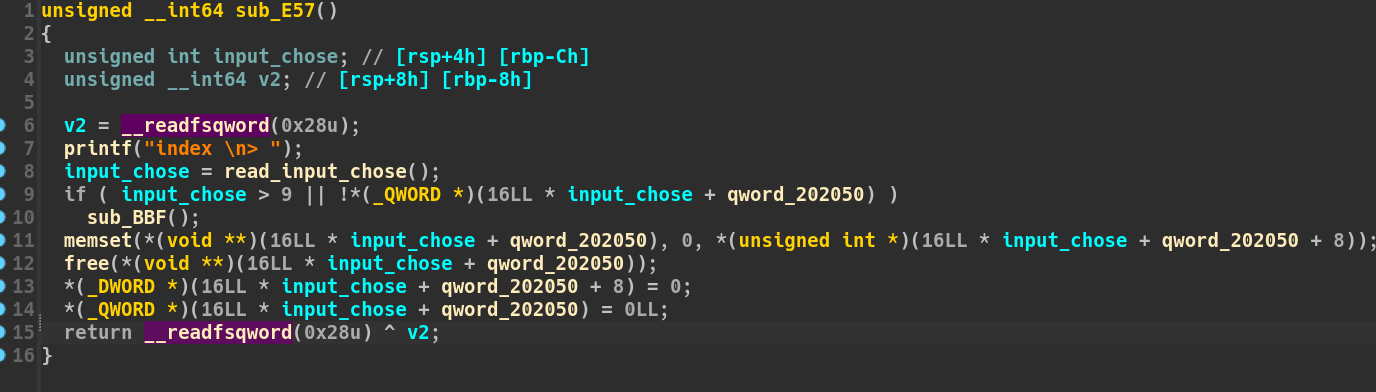 1 unsigned __int64 sub_E57()
2 {
3 unsigned int input_chose; // [rsp+4h] [rbp-Ch]
4 unsigned __int64 v2; // [rsp+8h] [rbp-8h]
5
6 v2 = __readfsqword(0x28u);
7 printf("index \n> ");
8 input_chose = read_input_chose();
9 if ( input_chose > 9 || !*(_QWORD *)(16LL * input_chose + qword_202050) )
10 sub_BBF();
11 memset(*(void **)(16LL * input_chose + qword_202050), 0, *(unsigned int *)(16LL * input_chose + qword_202050 + 8));
12 free(*(void **)(16LL * input_chose + qword_202050));
13 *(_DWORD *)(16LL * input_chose + qword_202050 + 8) = 0;
14 *(_QWORD *)(16LL * input_chose + qword_202050) = 0LL;
15 return __readfsqword(0x28u) ^ v2;
16 }